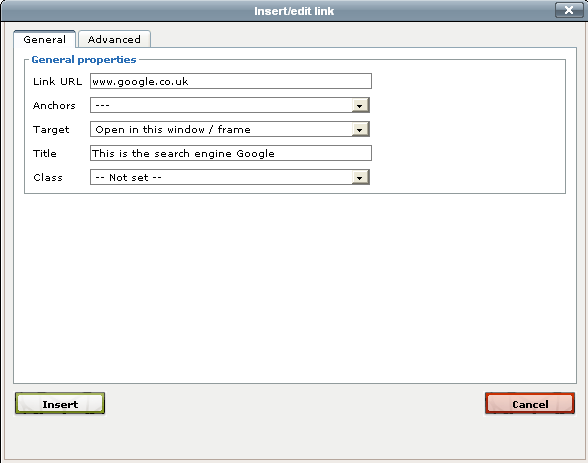 Insert/edit link
General Advanced
General properties
Link URL www.google.co.uk
Anchors ---
Target Open in this window / frame
Title This is the search engine Google
Class -- Not set --
Insert Cancel